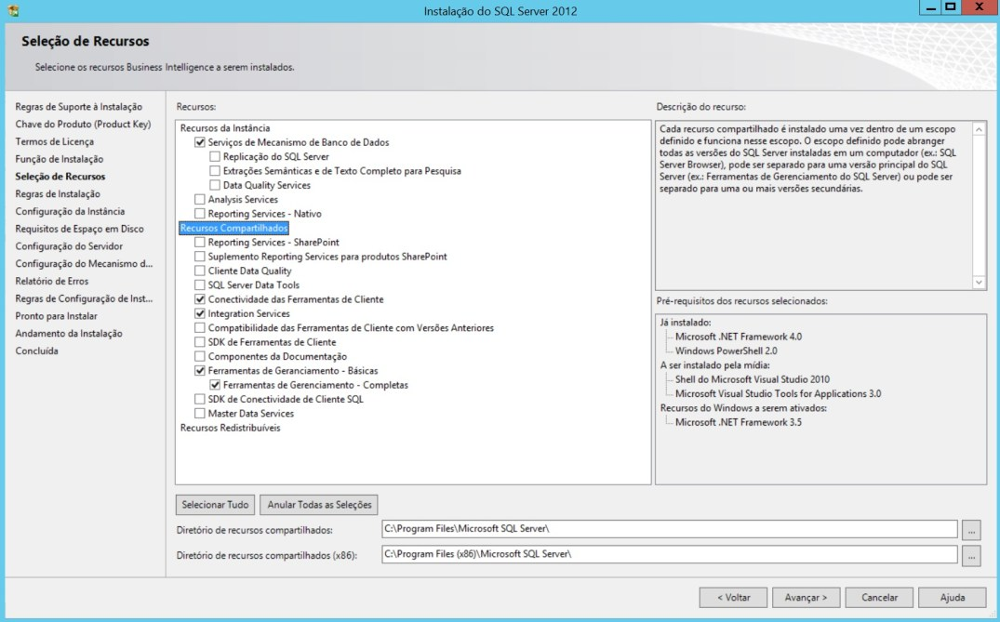 Instalação do SQL Server 2012
Seleção de Recursos
Selecione os recursos Business Intelligence a serem instalados.
Regras de Suporte à Instalação
Chave do Produto (Product Key)
Termos de Licença
Função de Instalação
Seleção de Recursos
Regras de Instalação
Configuração da Instância
Requisitos de Espaço em Disco
Configuração do Servidor
Configuração do Mecanismo d...
Relatório de Erros
Regras de Configuração de Inst...
Pronto para Instalar
Andamento da Instalação
Concluída
Recursos:
Recursos da Instância
Serviços de Mecanismo de Banco de Dados
Replicação do SQL Server
Extrações Semânticas e de Texto Completo para Pesquisa
Data Quality Services
Analysis Services
Reporting Services - Nativo
Recursos Compartilhados
Reporting Services - SharePoint
Suplemento Reporting Services para produtos SharePoint
Cliente Data Quality
SQL Server Data Tools
Conectividade das Ferramentas de Cliente
Integration Services
Compatibilidade das Ferramentas de Cliente com Versões Anteriores
SDK de Ferramentas de Cliente
Componentes da Documentação
Ferramentas de Geranciamento - Básicas
Ferramentas de Gerenciamento - Completas
SDK de Conectividade de Cliente SQL
Master Data Services
Recursos Redistribuíveis
Descrição do recurso:
Cada recurso compartilhado é instalado uma vez dentro de um escopo
definido e funciona nesse escopo. O escopo definido pode abranger
todas as versões do SQL Server instaladas em um computador (ex.: SQL
Server Browser), pode ser separado para uma versão principal do SQL
Server (ex.: Ferramentas de Gerenciamento do SQL Server) ou pode ser
separado para uma ou mais versões secundárias.
Pré-requisitos dos recursos selecionados:
Já instalado:
Microsoft .NET Framework 4.0
Windows PowerShell 2.0
A ser instalado pela mídia:
Shell do Microsoft Visual Studio 2010
Microsoft Visual Studio Tools for Applications 3.0
Recursos do Windows a serem ativados:
Microsoft .NET Framework 3.5
Selecionar Tudo
Anular Todas as Seleções
Diretório de recursos compartilhados:
C:\Program Files\Microsoft SQL Server\
...
Diretório de recursos compartilhados (x86):
C:\Program Files (x86)\Microsoft SQL Server\
...
< Voltar
Avançar >
Cancelar
Ajuda